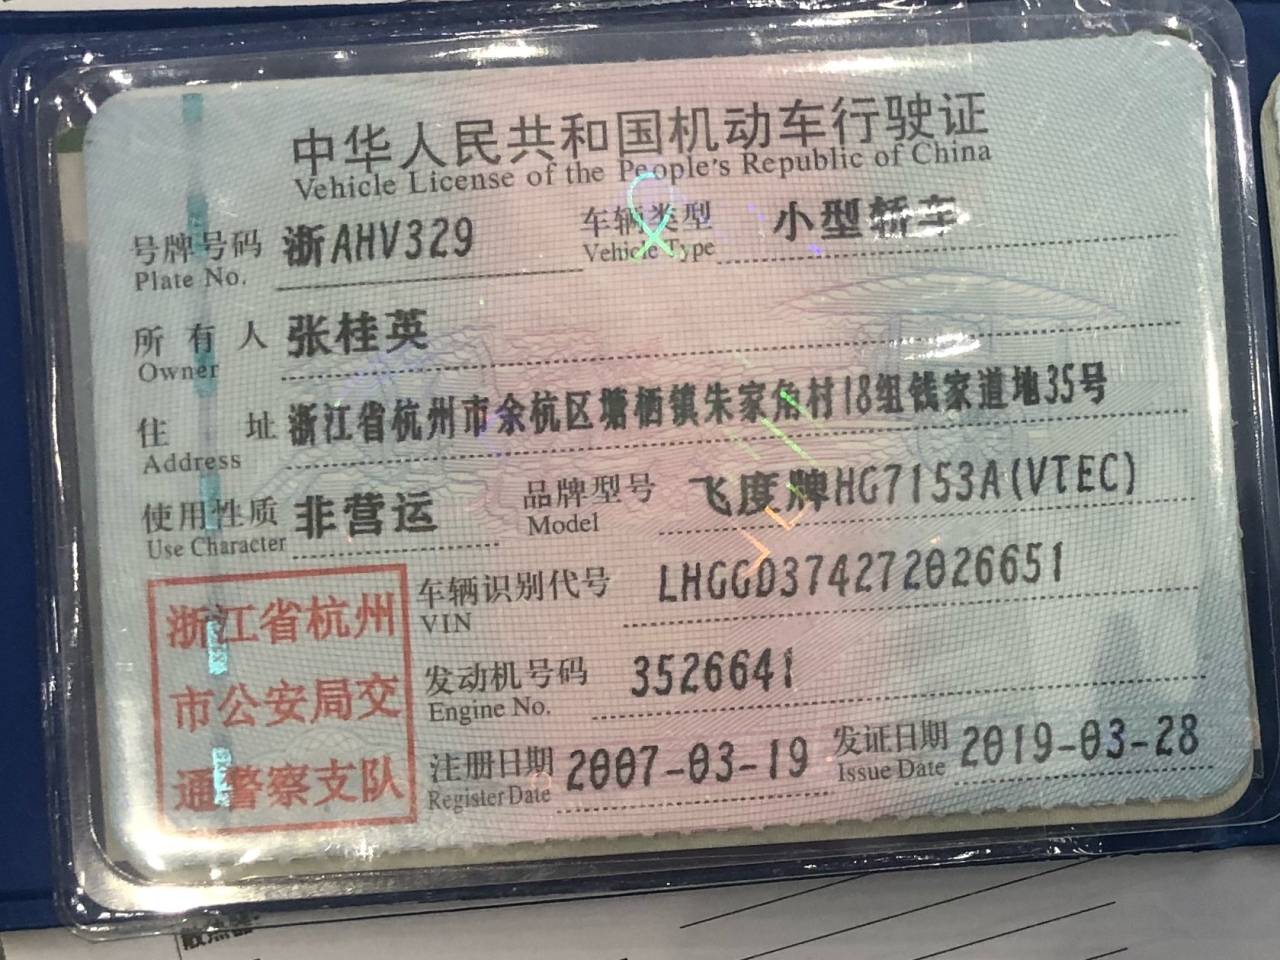 中华人民共和国机动车行驶证
Vehicle License of the People's Republic of China
号牌号码 浙AHV329 车辆类型 小型轿车
Plate No. Vehicle Type
所有人 张桂英
Owner
住址 浙江省杭州市余杭区塘栖镇朱家角村18组钱家道地35号
Address
使用性质 非营运 品牌型号 飞度牌HG7153A(VTEC)
Use Character Model
浙江省杭州
市公安局交
通警察支队
车辆识别代号 LHGGD374272026651
VIN
发动机号码 3526641
Engine No.
注册日期 2007-03-19 发证日期 2019-03-28
Register Date Issue Date